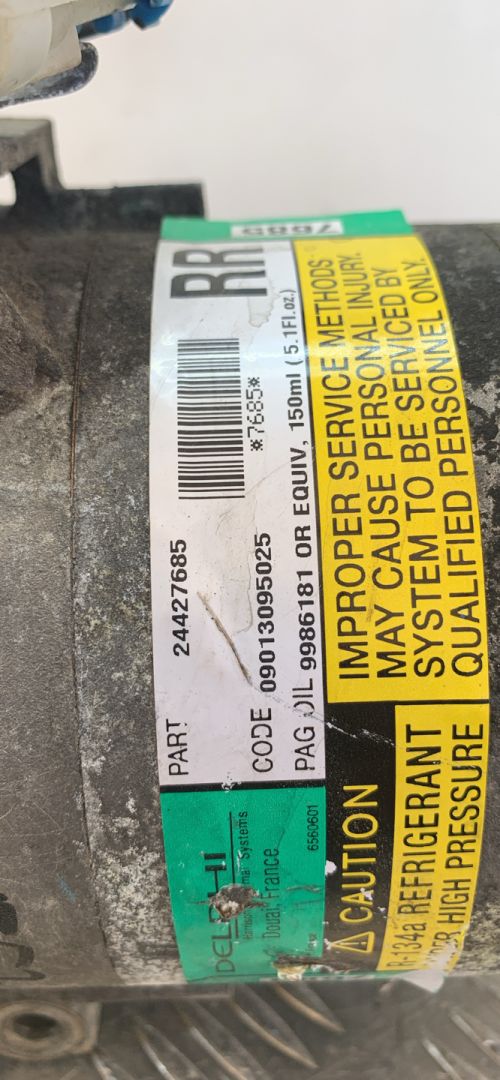 7685
RR
*7685*
PART 24427685
CODE 09013095025
PAG OIL 9986181 OR EQUIV, 150ml (5.1Fl.oz.)
DELPHI
Systems
Douai, France
6560601
CAUTION
R-134a REFRIGERANT
HIGH PRESSURE
IMPROPER SERVICE METHODS
MAY CAUSE PERSONAL INJURY.
SYSTEM TO BE SERVICED BY
QUALIFIED PERSONNEL ONLY.